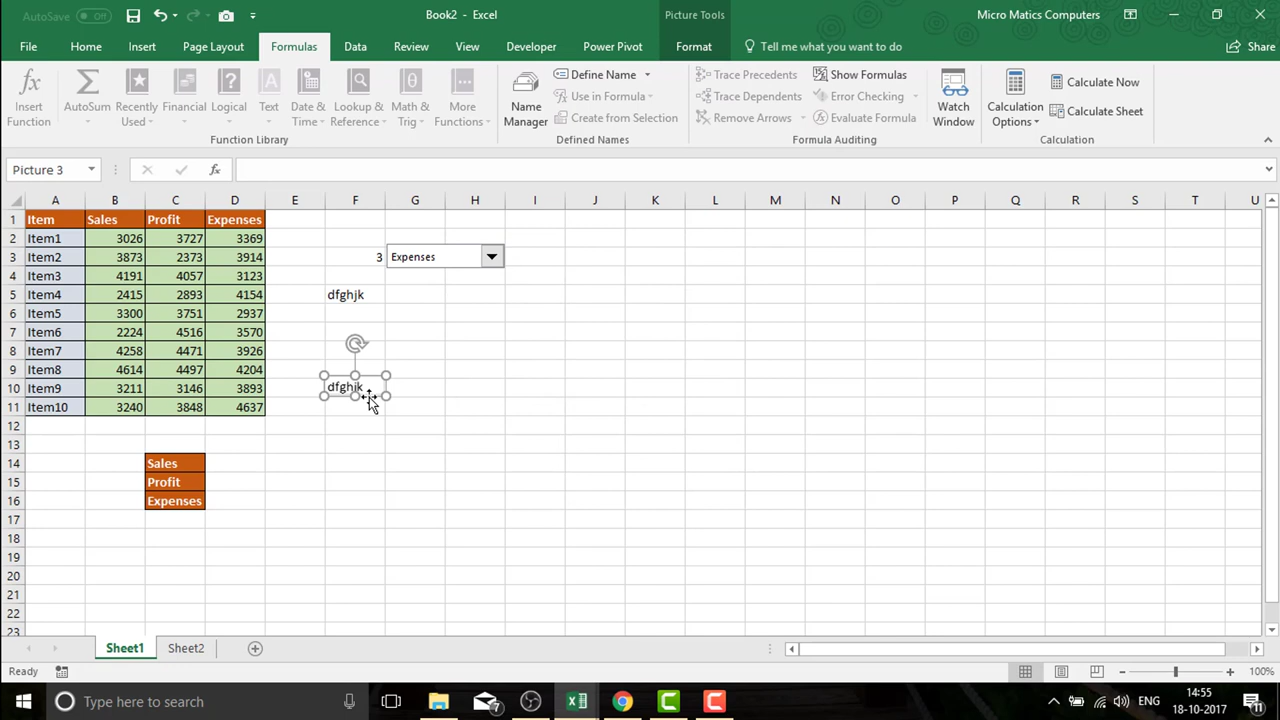 AutoSave Off
Book2 - Excel
Picture Tools
Micro Matics Computers
File Home Insert Page Layout Formulas Data Review View Developer Power Pivot Format Tell me what you want to do Share
Insert Function
AutoSum
Recently Used
Financial
Logical
Text
Date & Time
Lookup & Reference
Math & Trig
More Functions
Function Library
Name Manager
Define Name
Use in Formula
Create from Selection
Defined Names
Trace Precedents
Trace Dependents
Remove Arrows
Show Formulas
Error Checking
Evaluate Formula
Formula Auditing
Watch Window
Calculation Options
Calculate Now
Calculate Sheet
Calculation
Picture 3
fx
A B C D E F G H I J K L M N O P Q R S T U
1 Item Sales Profit Expenses
2 Item1 3026 3727 3369
3 Item2 3873 2373 3914 3 Expenses
4 Item3 4191 4057 3123
5 Item4 2415 2893 4154 dfghjk
6 Item5 3300 3751 2937
7 Item6 2224 4516 3570
8 Item7 4258 4471 3926
9 Item8 4614 4497 4204
10 Item9 3211 3146 3893 dfghjk
11 Item10 3240 3848 4637
12
13
14 Sales
15 Profit
16 Expenses
17
18
19
20
21
22
23
Sheet1 Sheet2
Ready
100%
Type here to search
7
ENG
14:55
18-10-2017
11